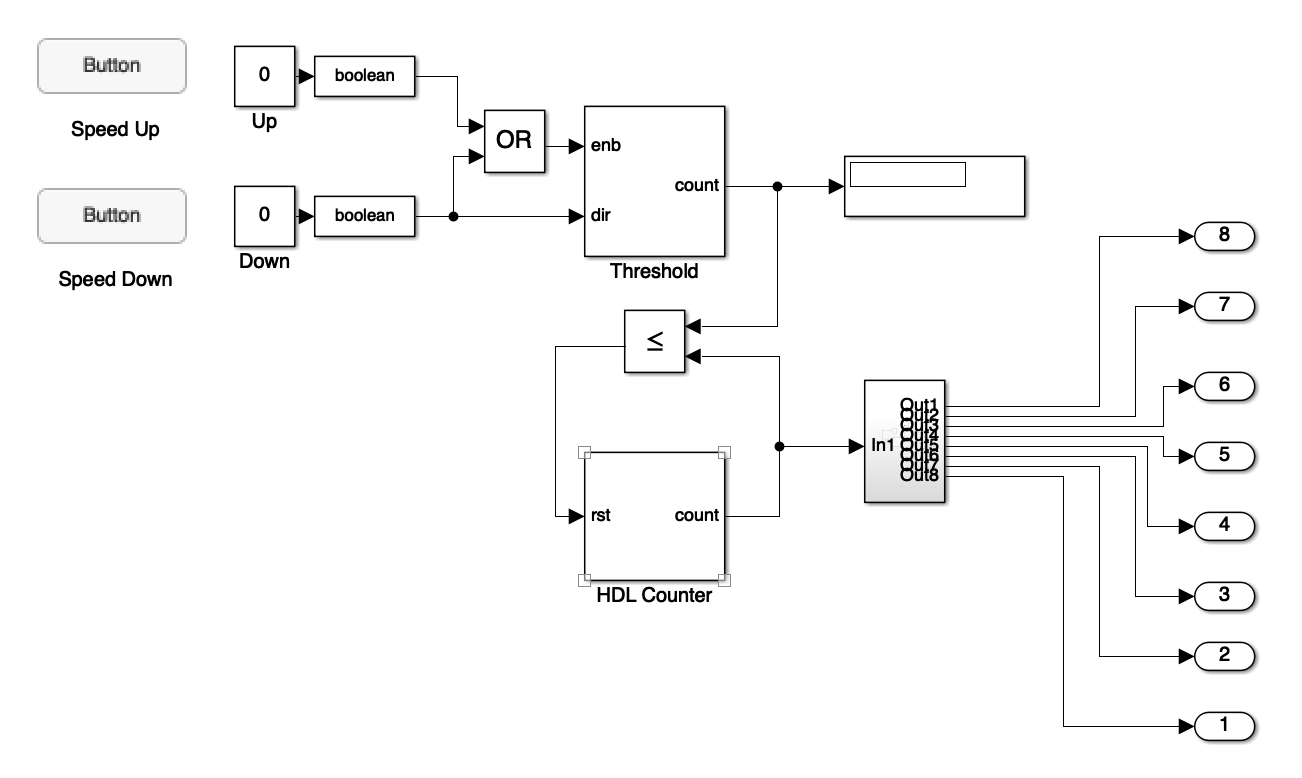 Button
Speed Up
0
Up
boolean
Button
Speed Down
0
Down
boolean
OR
enb
dir
count
Threshold
≤
rst
count
HDL Counter
In1
Out1
Out2
Out3
Out4
Out5
Out6
Out7
Out8
8
7
6
5
4
3
2
1